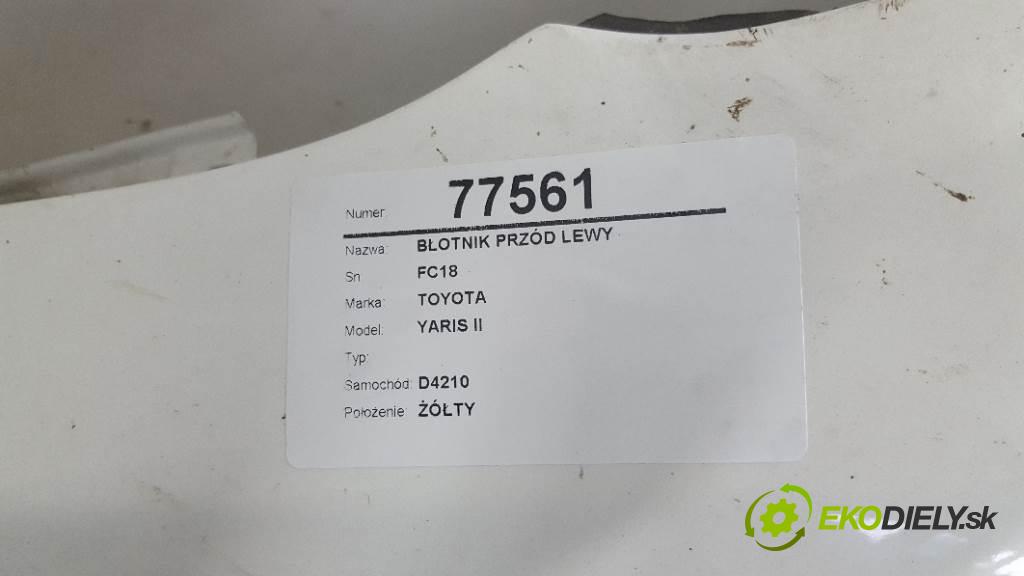 Numer: 77561
Nazwa: BŁOTNIK PRZÓD LEWY
Sn FC18
Marka: TOYOTA
Model: YARIS II
Typ:
Samochód: D4210
Położenie: ŻÓŁTY
EKODIELY.sk